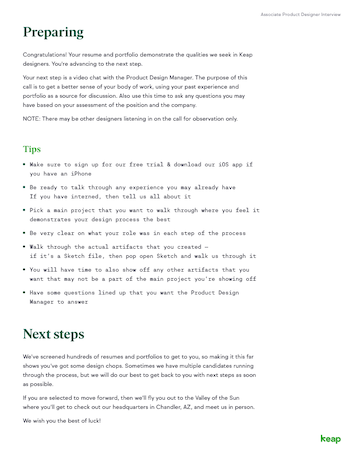 Associate Product Designer Interview
Preparing
Congratulations! Your resume and portfolio demonstrate the qualities we seek in Keap
designers. You're advancing to the next step.
Your next step is a video chat with the Product Design Manager. The purpose of this
call is to get a better sense of your body of work, using your past experience and
portfolio as a source for discussion. Also use this time to ask any questions you may
have based on your assessment of the position and the company.
NOTE: There may be other designers listening in on the call for observation only.
Tips
• Make sure to sign up for our free trial & download our iOS app if
you have an iPhone
• Be ready to talk through any experience you may already have
If you have interned, then tell us all about it
• Pick a main project that you want to walk through where you feel it
demonstrates your design process the best
• Be very clear on what your role was in each step of the process
• Walk through the actual artifacts that you created —
if it's a Sketch file, then pop open Sketch and walk us through it
• You will have time to also show off any other artifacts that you
want that may not be a part of the main project you're showing off
• Have some questions lined up that you want the Product Design
Manager to answer
Next steps
We've screened hundreds of resumes and portfolios to get to you, so making it this far
shows you've got some design chops. Sometimes we have multiple candidates running
through the process, but we will do our best to get back to you with next steps as soon
as possible.
If you are selected to move forward, then we'll fly you out to the Valley of the Sun
where you'll get to check out our headquarters in Chandler, AZ, and meet us in person.
We wish you the best of luck!
keap